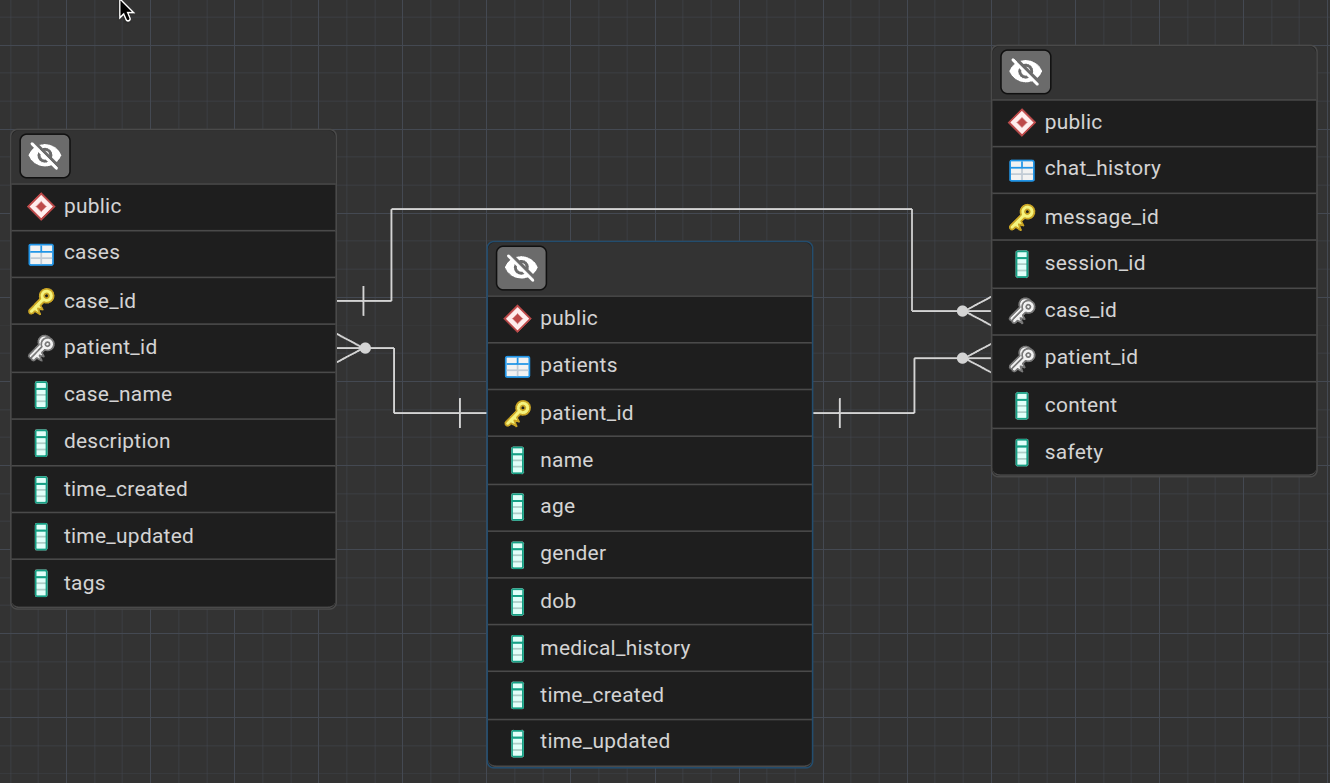 public
cases
case_id
patient_id
case_name
description
time_created
time_updated
tags
public
patients
patient_id
name
age
gender
dob
medical_history
time_created
time_updated
public
chat_history
message_id
session_id
case_id
patient_id
content
safety